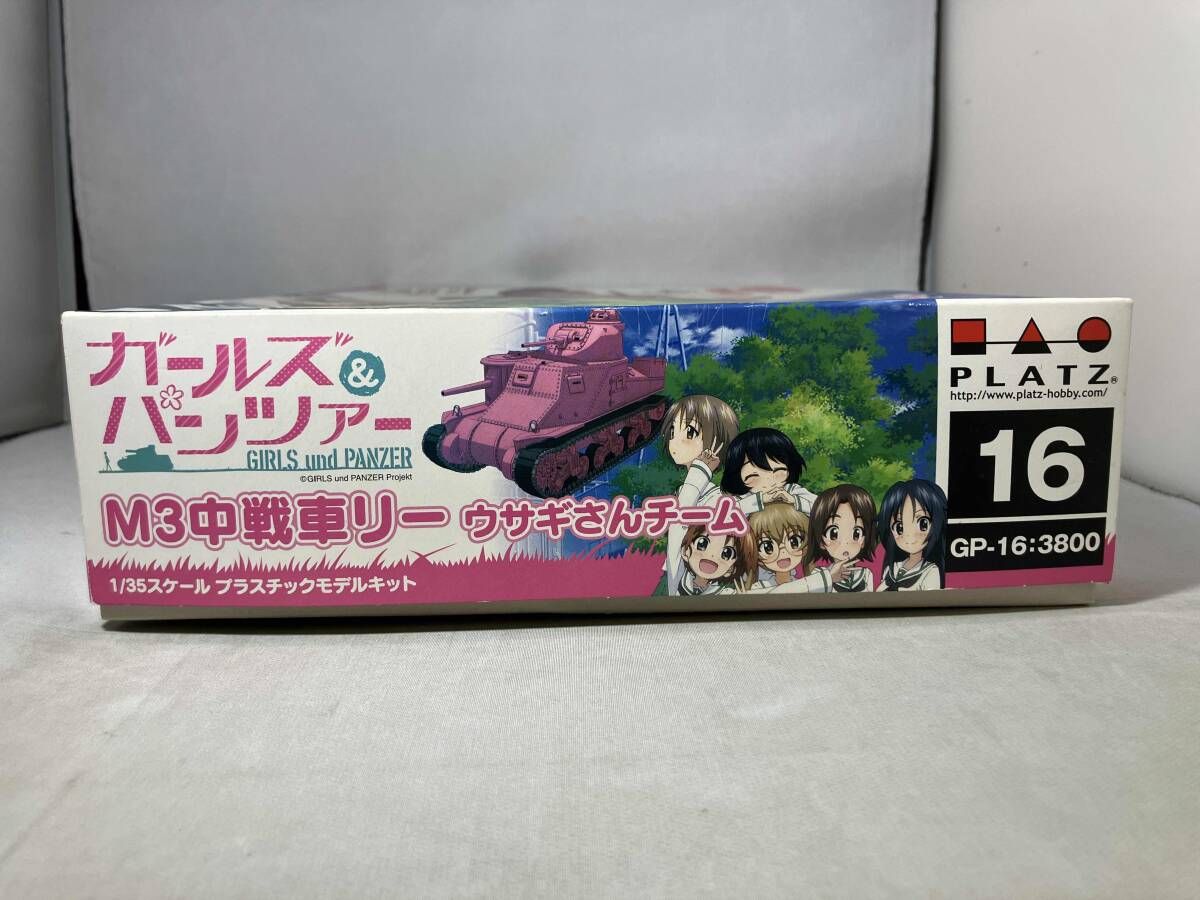 ガールズ&
パンツァー
GIRLS und PANZER
©GIRLS und PANZER Projekt
M3中戦車リー ウサギさんチーム
1/35スケール プラスチックモデルキット
PLATZ®
http://www.platz-hobby.com/
16
GP-16:3800